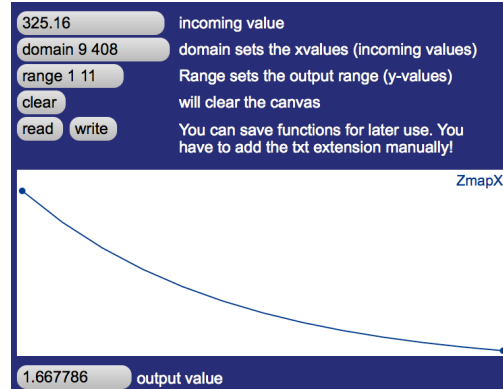 325.16 incoming value
domain 9 408 domain sets the xvalues (incoming values)
range 1 11 Range sets the output range (y-values)
clear will clear the canvas
read write You can save functions for later use. You
have to add the txt extension manually!
ZmapX
1.667786 output value